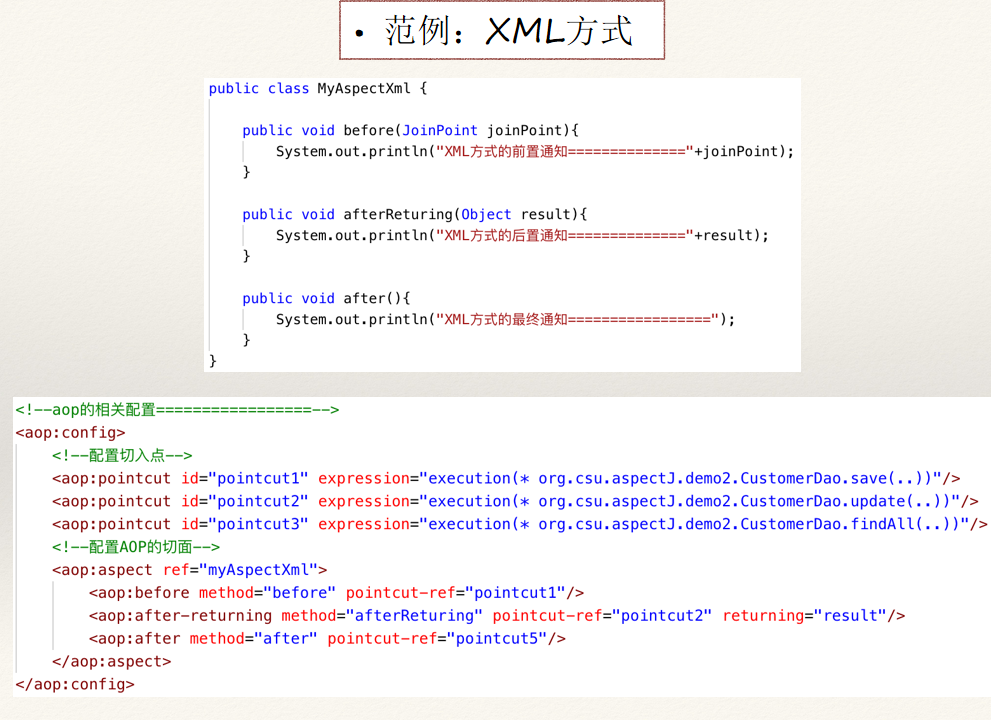 • 范例：XML方式
public class MyAspectXml {
public void before(JoinPoint joinPoint){
System.out.println("XML方式的前置通知=============="+joinPoint);
}
public void afterReturing(Object result){
System.out.println("XML方式的后置通知=============="+result);
}
public void after(){
System.out.println("XML方式的最终通知=================");
}
}
<!--aop的相关配置=================-->
<aop:config>
<!--配置切入点-->
<aop:pointcut id="pointcut1" expression="execution(* org.csu.aspectJ.demo2.CustomerDao.save(..))"/>
<aop:pointcut id="pointcut2" expression="execution(* org.csu.aspectJ.demo2.CustomerDao.update(..))"/>
<aop:pointcut id="pointcut3" expression="execution(* org.csu.aspectJ.demo2.CustomerDao.findAll(..))"/>
<!--配置AOP的切面-->
<aop:aspect ref="myAspectXml">
<aop:before method="before" pointcut-ref="pointcut1"/>
<aop:after-returning method="afterReturing" pointcut-ref="pointcut2" returning="result"/>
<aop:after method="after" pointcut-ref="pointcut5"/>
</aop:aspect>
</aop:config>